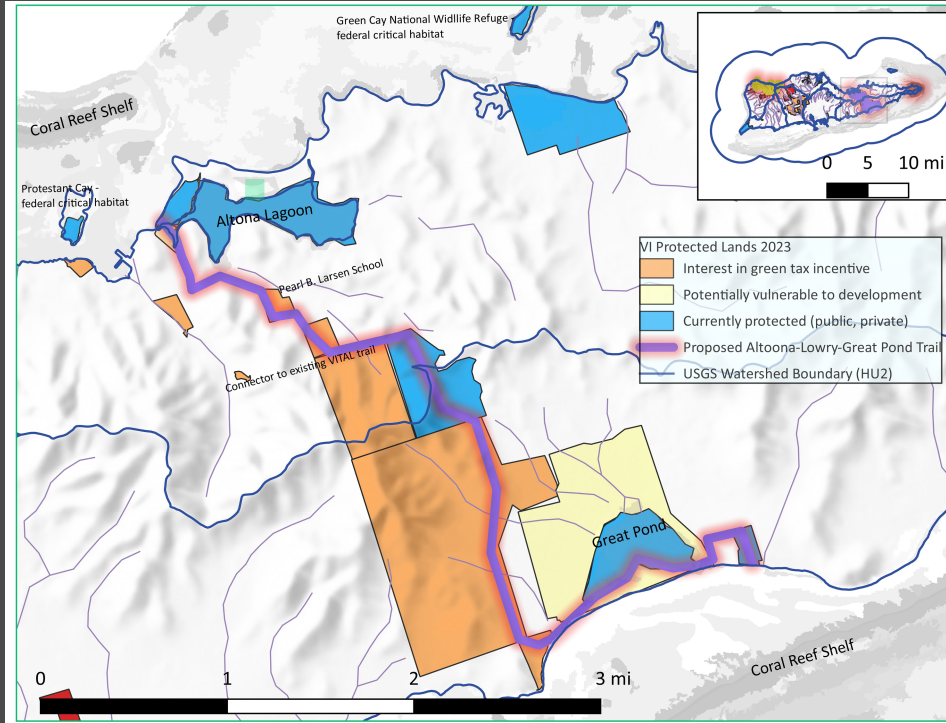 Green Cay National Widllife Refuge -
federal critical habitat
Coral Reef Shelf
0 5 10 mi
Protestant Cay -
federal critical habitat
Altona Lagoon
VI Protected Lands 2023
Interest in green tax incentive
Potentially vulnerable to development
Currently protected (public, private)
Proposed Altoona-Lowry-Great Pond Trail
USGS Watershed Boundary (HU2)
Pearl B. Larsen School
Connector to existing VITAL trail
Great Pond
Coral Reef Shelf
0 1 2 3 mi